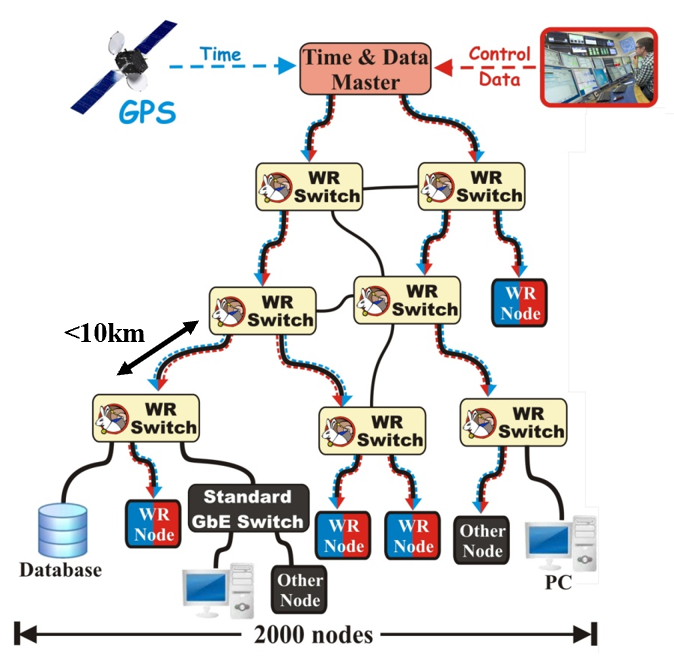 Time
Time & Data
Master
Control
Data
GPS
WR
Switch
WR
Switch
WR
Switch
WR
Switch
WR
Node
<10km
WR
Switch
WR
Switch
WR
Switch
Database
WR
Node
Standard
GbE Switch
WR
Node
WR
Node
Other
Node
PC
Other
Node
2000 nodes